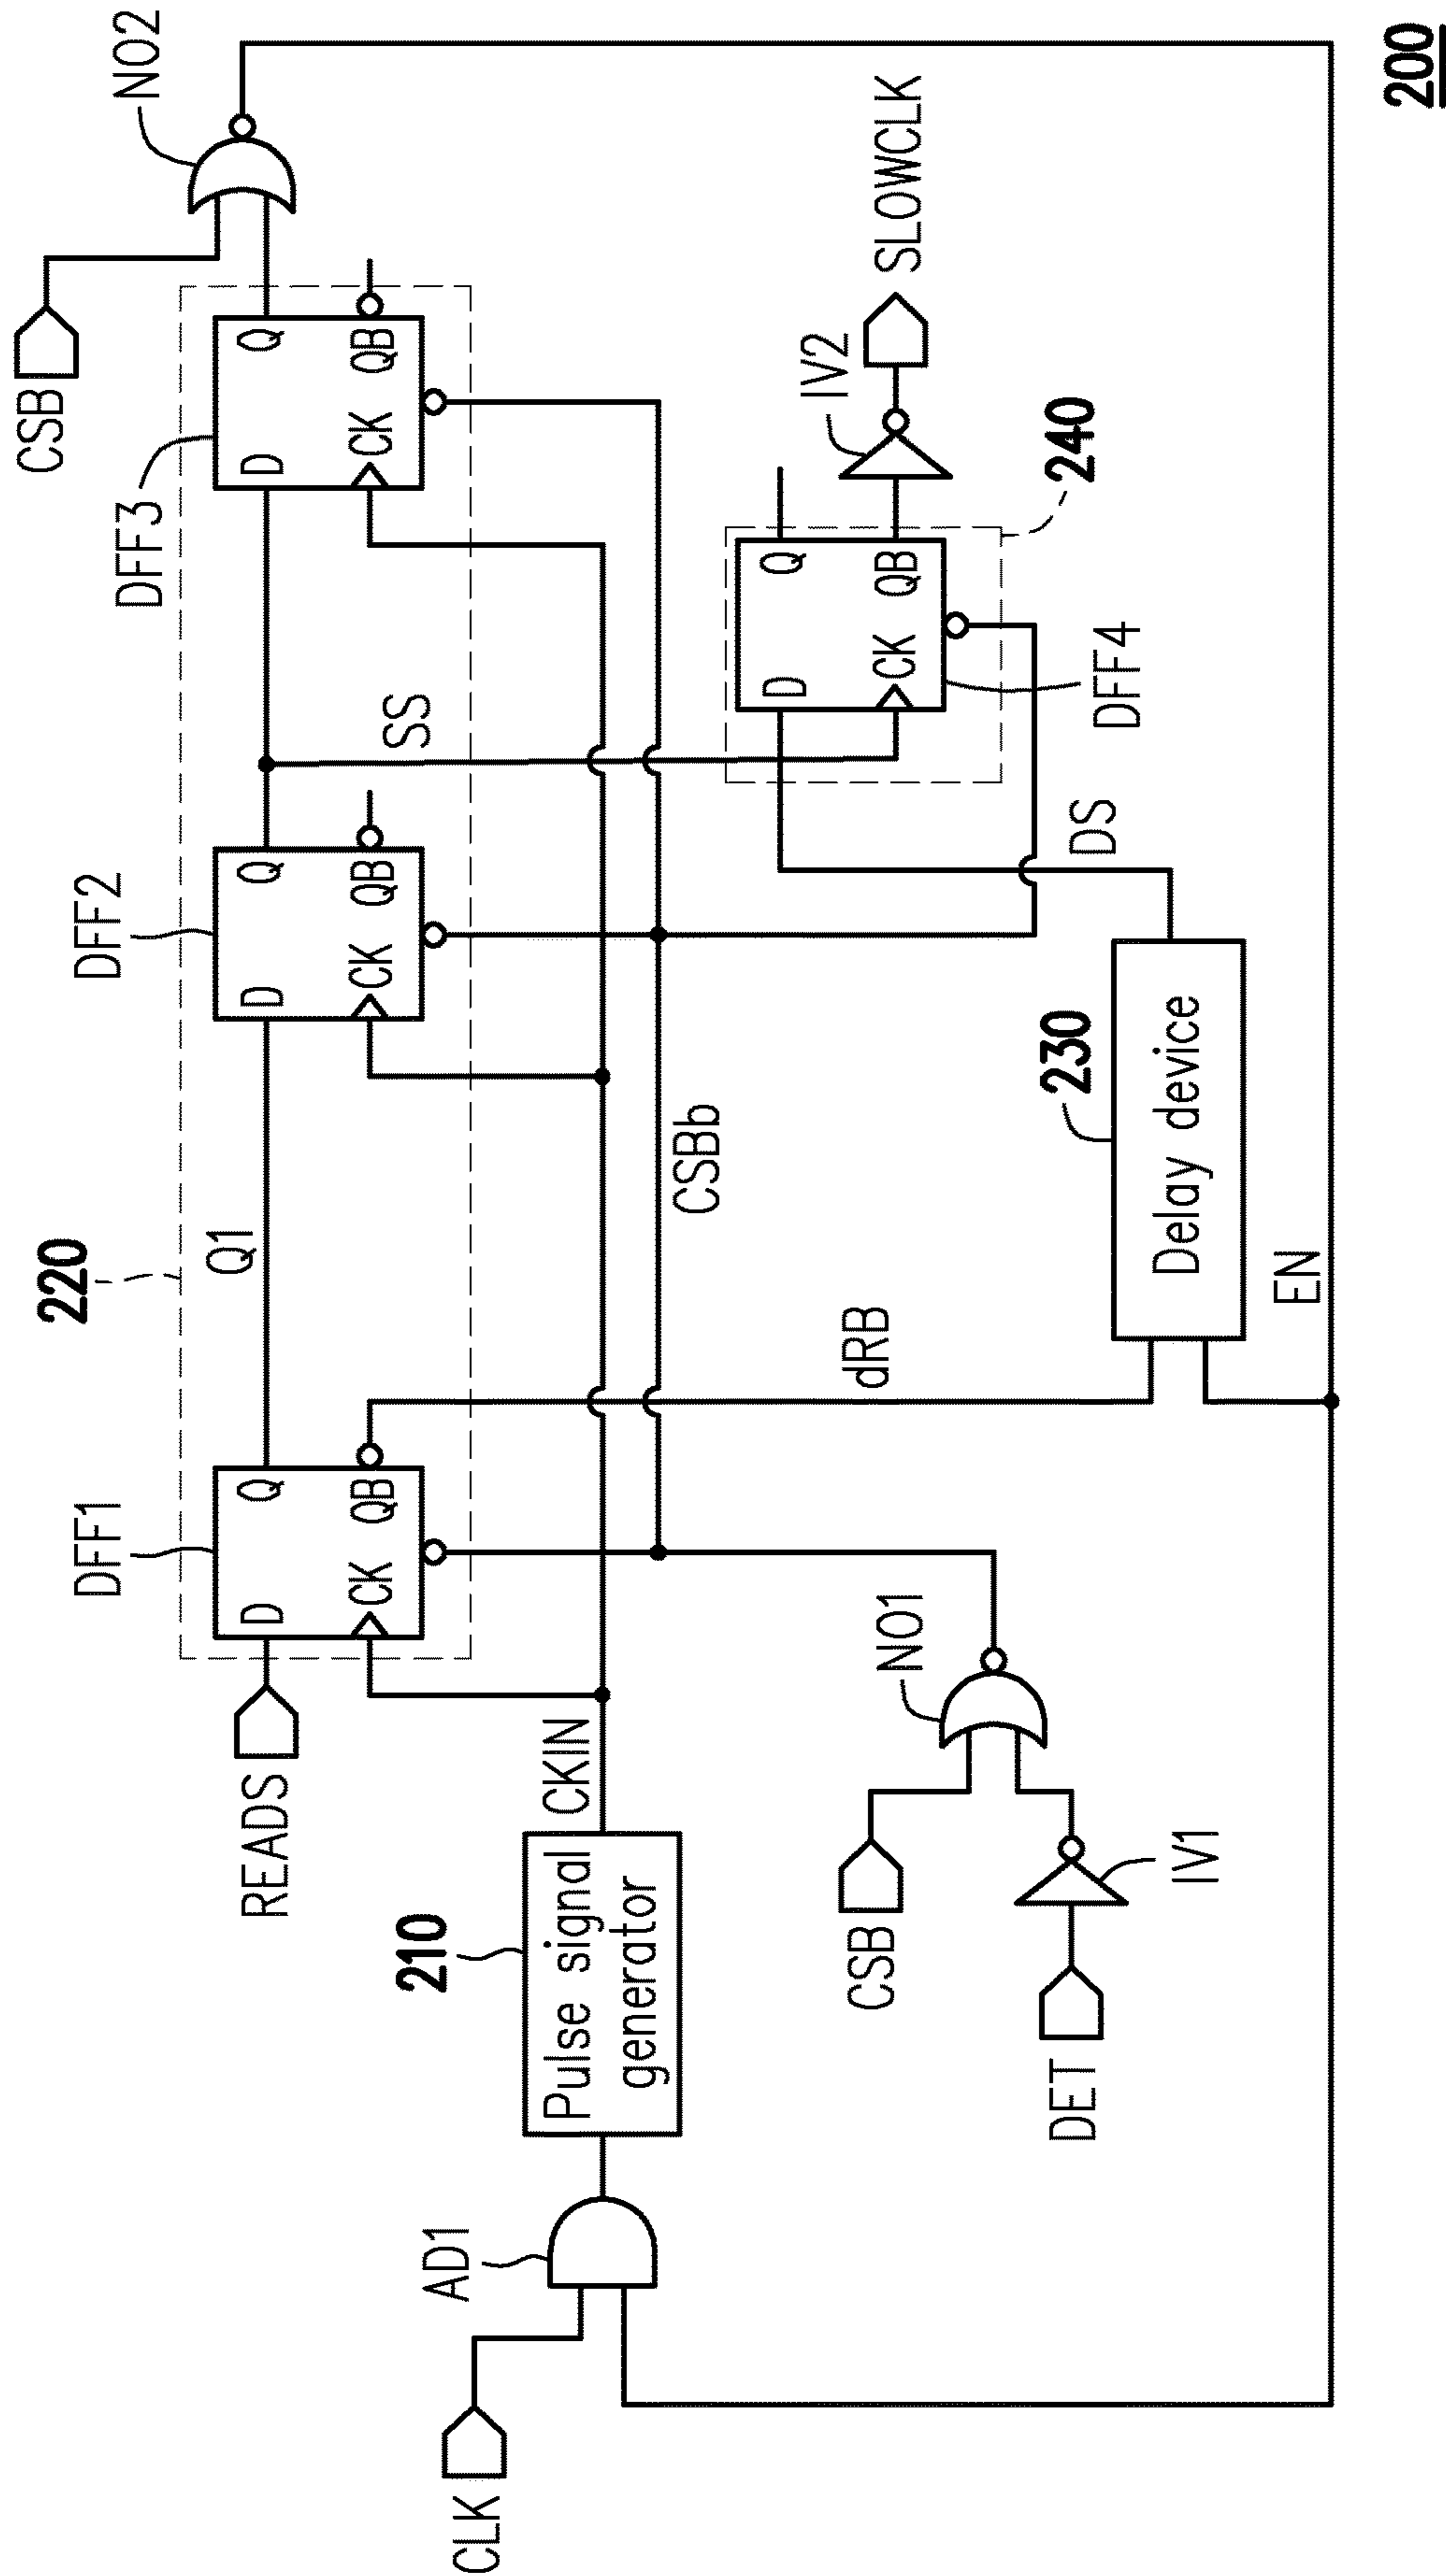 CSB
NO2
DFF3
D
Q
CK
QB
DFF2
D
Q
CK
QB
SS
220
Q1
DFF1
D
Q
CK
QB
READS
CKIN
210
Pulse signal
generator
AD1
CLK
CSBb
dRB
NO1
CSB
DET
IV1
230
Delay device
DS
EN
DFF4
D
Q
CK
QB
240
IV2
SLOWCLK
200